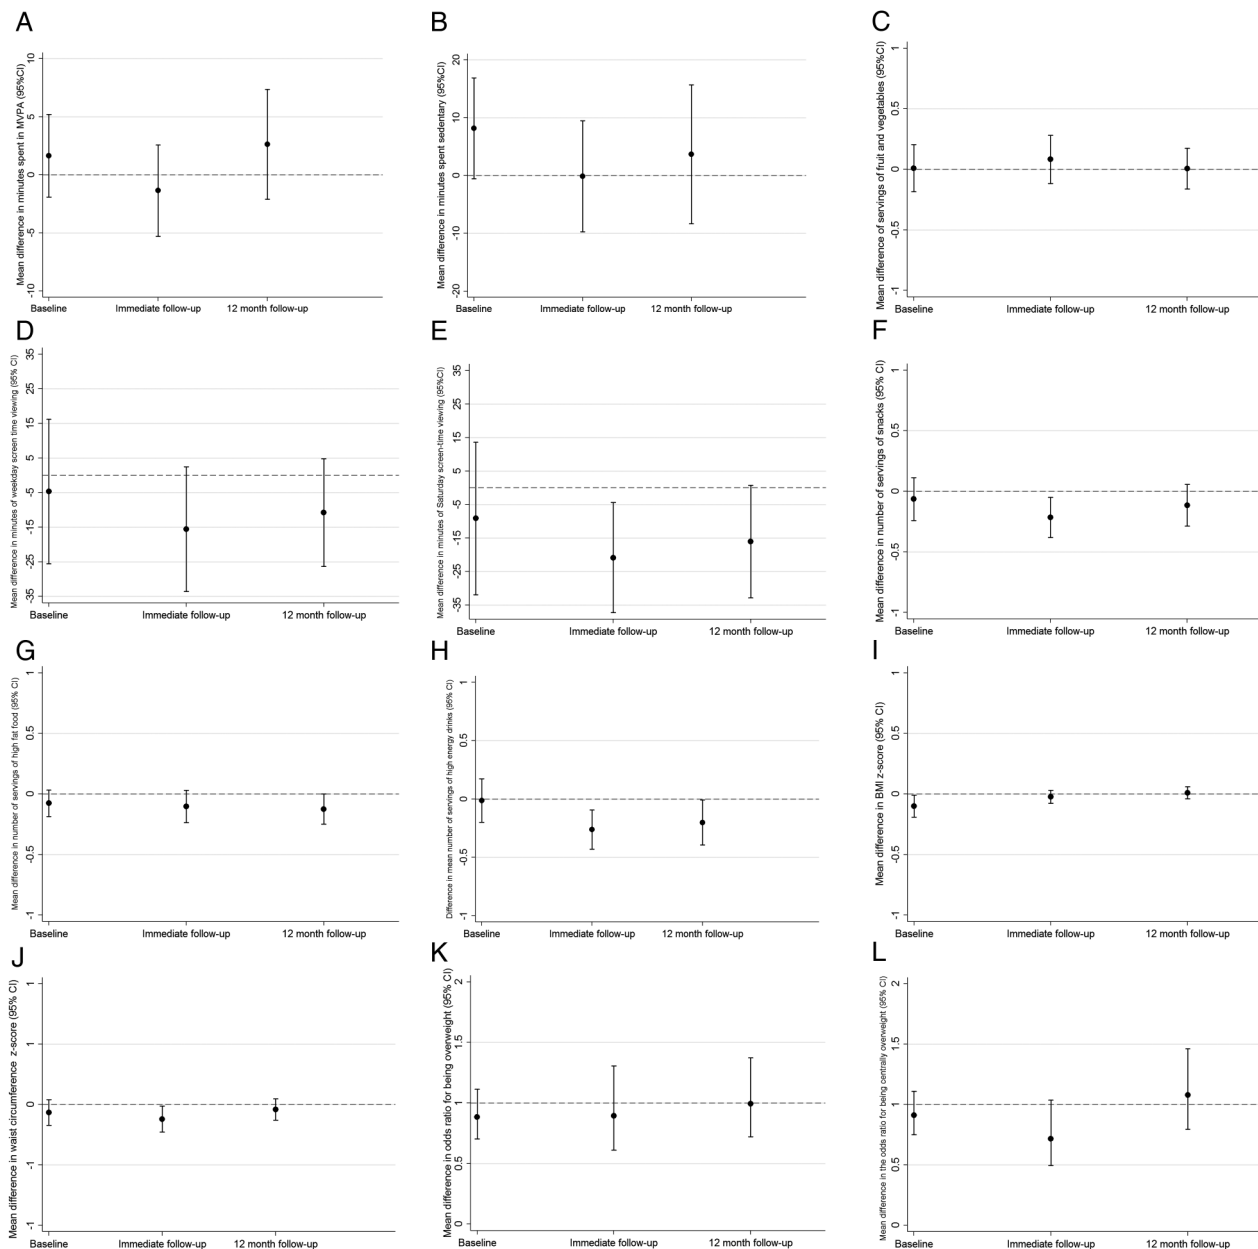 A
Mean difference in minutes spent in MVPA (95%CI)
10
5
0
-5
-10
Baseline
Immediate follow-up
12 month follow-up
B
Mean difference in minutes spent sedentary (95%CI)
20
10
0
-10
-20
Baseline
Immediate follow-up
12 month follow-up
C
Mean difference of servings of fruit and vegetables (95%CI)
1
0.5
0
-0.5
-1
Baseline
Immediate follow-up
12 month follow-up
D
Mean difference in minutes of weekday screen time viewing (95% CI)
35
25
15
5
-5
-15
-25
-35
Baseline
Immediate follow-up
12 month follow-up
E
Mean difference in minutes of Saturday screen-time viewing (95%CI)
35
25
15
5
-5
-15
-25
-35
Baseline
Immediate follow-up
12 month follow-up
F
Mean difference in number of servings of snacks (95% CI)
1
0.5
0
-0.5
-1
Baseline
Immediate follow-up
12 month follow-up
G
Mean difference in number of servings of high fat food (95% CI)
1
0.5
0
-0.5
-1
Baseline
Immediate follow-up
12 month follow-up
H
Difference in mean number of servings of high energy drinks (95% CI)
1
0.5
0
-0.5
-1
Baseline
Immediate follow-up
12 month follow-up
I
Mean difference in BMI z-score (95% CI)
1
0.5
0
-0.5
-1
Baseline
Immediate follow-up
12 month follow-up
J
Mean difference in waist circumference z-score (95% CI)
1
1
0
-1
-1
Baseline
Immediate follow-up
12 month follow-up
K
Mean difference in odds ratio for being overweight (95% CI)
2
1.5
1
0.5
0
Baseline
Immediate follow-up
12 month follow-up
L
Mean difference in the odds ratio for being centrally overweight (95% CI)
2
1.5
1
0.5
0
Baseline
Immediate follow-up
12 month follow-up